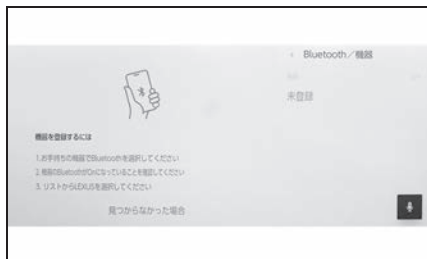 Bluetooth／機器
未登録
機器を登録するには
1.お手持ちの機器でBluetoothを選択してください
2.機器のBluetoothがOnになっていることを確認してください
3.リストからLEXUSを選択してください
見つからなかった場合